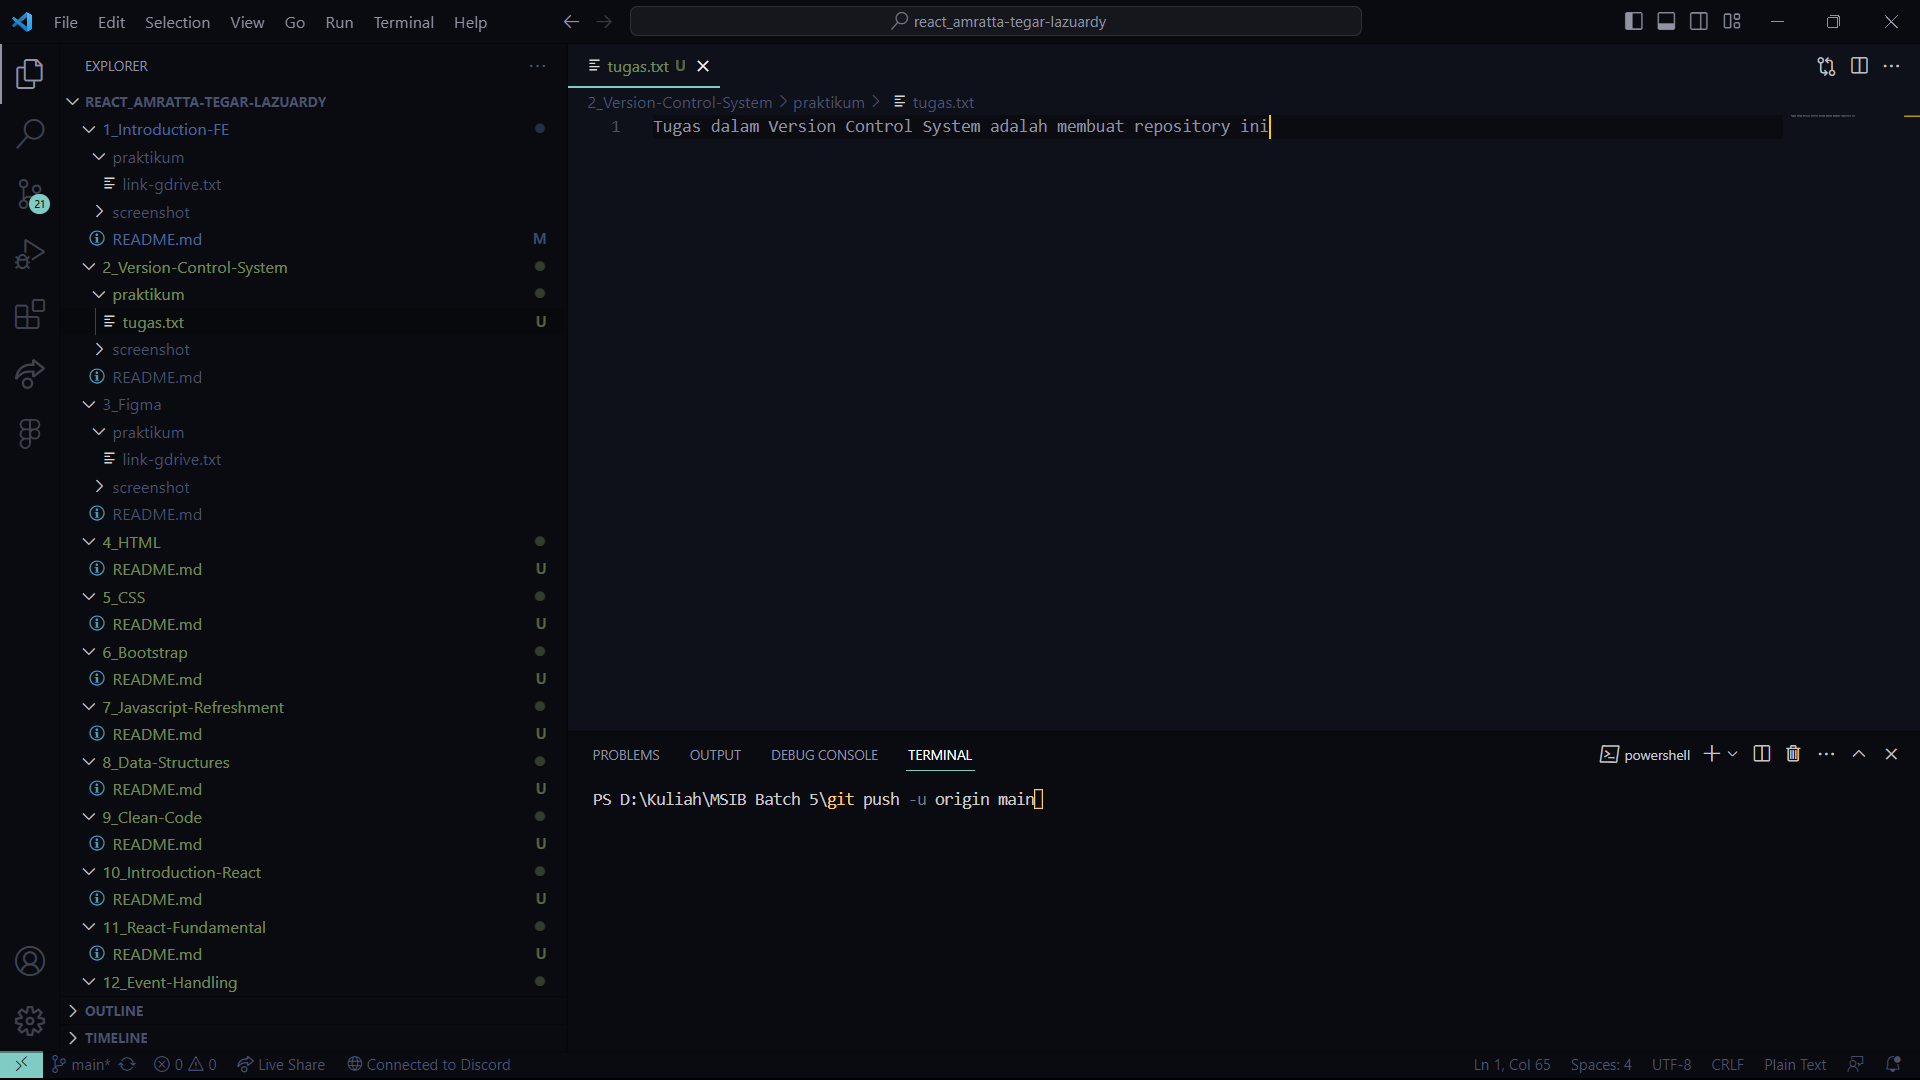 File Edit Selection View Go Run Terminal Help
react_amratta-tegar-lazuardy
EXPLORER
REACT_AMRATTA-TEGAR-LAZUARDY
1_Introduction-FE
praktikum
link-gdrive.txt
screenshot
README.md M
2_Version-Control-System
praktikum
tugas.txt U
screenshot
README.md
3_Figma
praktikum
link-gdrive.txt
screenshot
README.md
4_HTML
README.md U
5_CSS
README.md U
6_Bootstrap
README.md U
7_Javascript-Refreshment
README.md U
8_Data-Structures
README.md U
9_Clean-Code
README.md U
10_Introduction-React
README.md U
11_React-Fundamental
README.md U
12_Event-Handling
OUTLINE
TIMELINE
21
tugas.txt U
2_Version-Control-System > praktikum > tugas.txt
1 Tugas dalam Version Control System adalah membuat repository ini
PROBLEMS OUTPUT DEBUG CONSOLE TERMINAL
powershell
PS D:\Kuliah\MSIB Batch 5\git push -u origin main
main* 0 0 Live Share Connected to Discord
Ln 1, Col 65 Spaces: 4 UTF-8 CRLF Plain Text